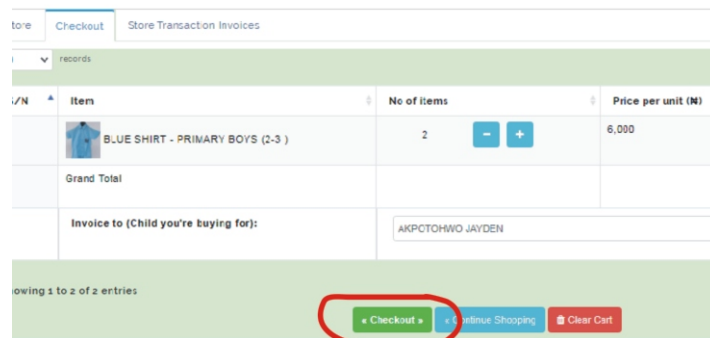 tore Checkout Store Transaction Invoices
records
S/N Item No of items Price per unit (₦)
BLUE SHIRT - PRIMARY BOYS (2-3 ) 2 - + 6,000
Grand Total
Invoice to (Child you're buying for): AKPOTOHWO JAYDEN
owing 1 to 2 of 2 entries
« Checkout » « Continue Shopping Clear Cart